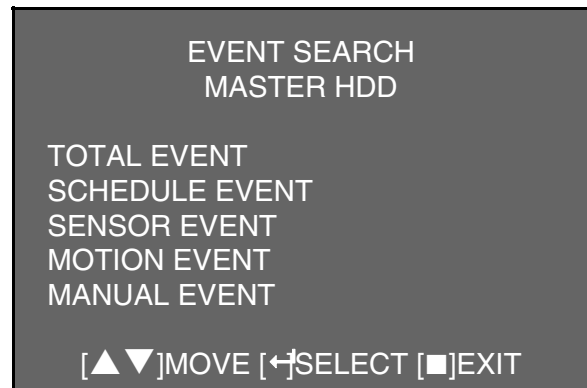 EVENT SEARCH
MASTER HDD
TOTAL EVENT
SCHEDULE EVENT
SENSOR EVENT
MOTION EVENT
MANUAL EVENT
[▲▼]MOVE [↵]SELECT [■]EXIT